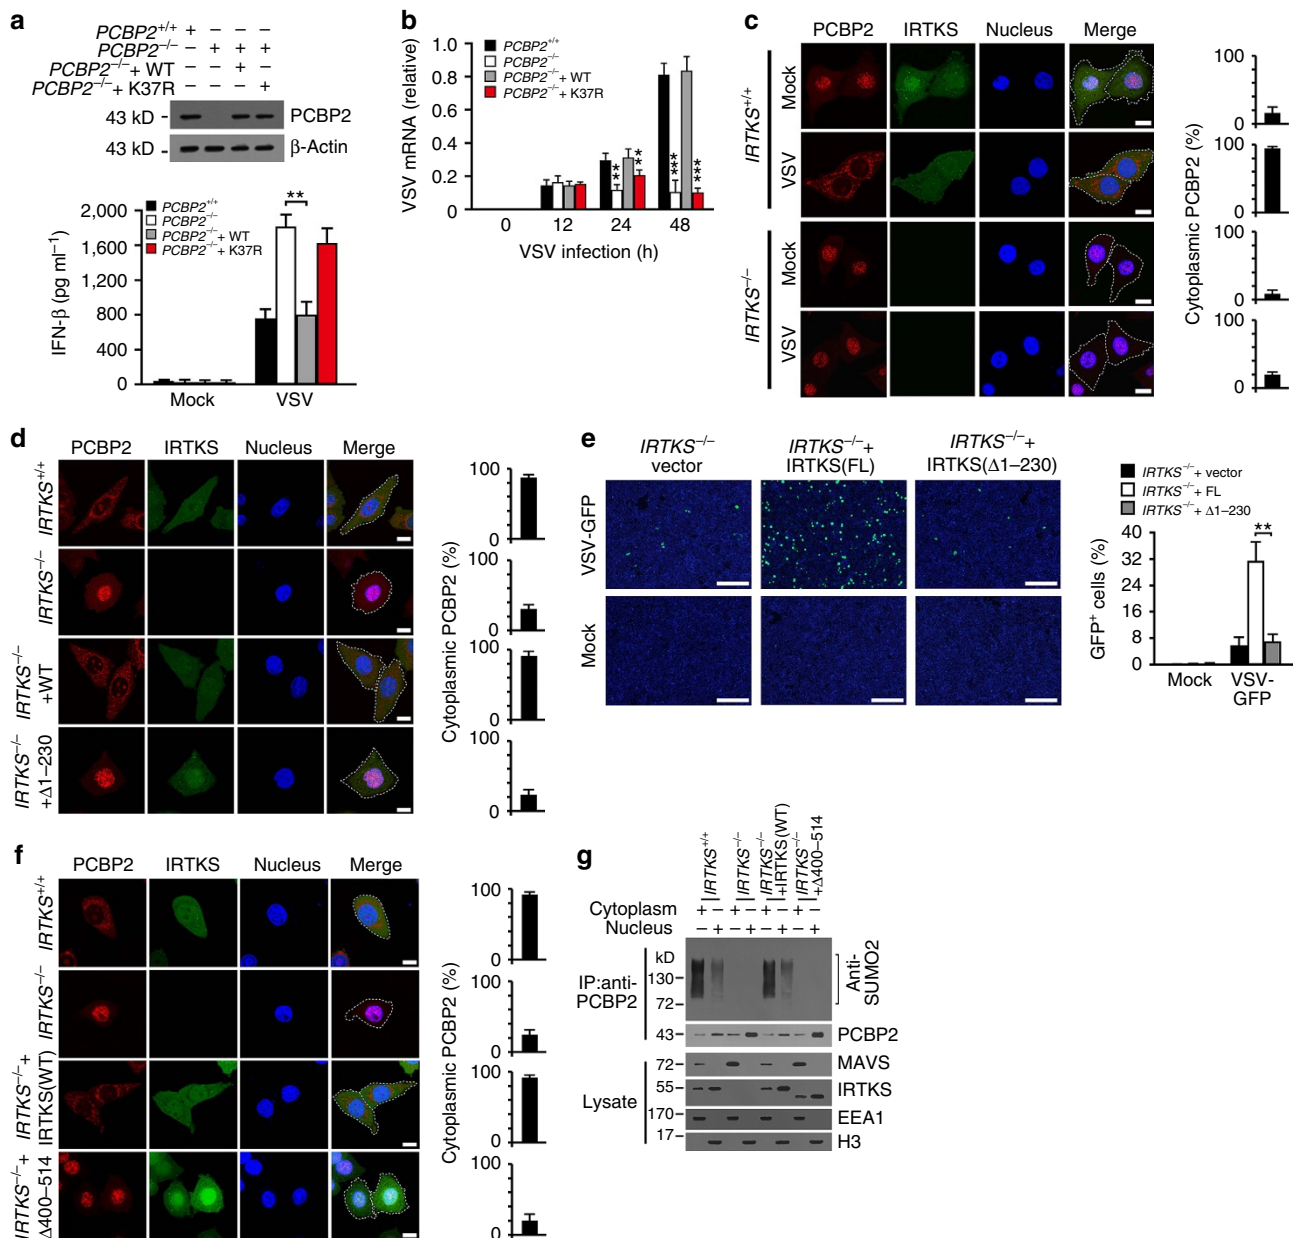 a
PCBP2+/+ + − − −
PCBP2−/− − + + +
PCBP2−/− + WT − − + −
PCBP2−/− + K37R − − − +
43 kD PCBP2
43 kD β-Actin
IFN-β (pg ml−1)
2,000
1,600
1,200
800
400
0
PCBP2+/+
PCBP2−/−
PCBP2−/− + WT
PCBP2−/− + K37R
**
Mock VSV
b
VSV mRNA (relative)
1.0
0.8
0.6
0.4
0.2
0
PCBP2+/+
PCBP2−/−
PCBP2−/− + WT
PCBP2−/− + K37R
** ** *** ***
0 12 24 48
VSV infection (h)
c
PCBP2 IRTKS Nucleus Merge
IRTKS+/+
Mock
VSV
IRTKS−/−
Mock
VSV
Cytoplasmic PCBP2 (%)
100
0
100
0
100
0
100
0
d
PCBP2 IRTKS Nucleus Merge
IRTKS+/+
IRTKS−/−
IRTKS−/−
+WT
IRTKS−/−
+Δ1–230
Cytoplasmic PCBP2 (%)
100
0
100
0
100
0
100
0
e
IRTKS−/−
vector
IRTKS−/−+
IRTKS(FL)
IRTKS−/−+
IRTKS(Δ1–230)
VSV-GFP
Mock
IRTKS−/− + vector
IRTKS−/− + FL
IRTKS−/− + Δ1–230
GFP+ cells (%)
40
32
24
16
8
0
**
Mock VSV-
GFP
f
PCBP2 IRTKS Nucleus Merge
IRTKS+/+
IRTKS−/−
IRTKS−/−+
IRTKS(WT)
IRTKS−/−+
Δ400–514
Cytoplasmic PCBP2 (%)
100
0
100
0
100
0
100
0
g
IRTKS+/+
IRTKS−/−
IRTKS−/−
+IRTKS(WT)
IRTKS−/−
+Δ400–514
Cytoplasm + − + − + − + −
Nucleus − + − + − + − +
kD
130
72
43
IP:anti-
PCBP2
Anti-
SUMO2
PCBP2
Lysate
72 MAVS
55 IRTKS
170 EEA1
17 H3